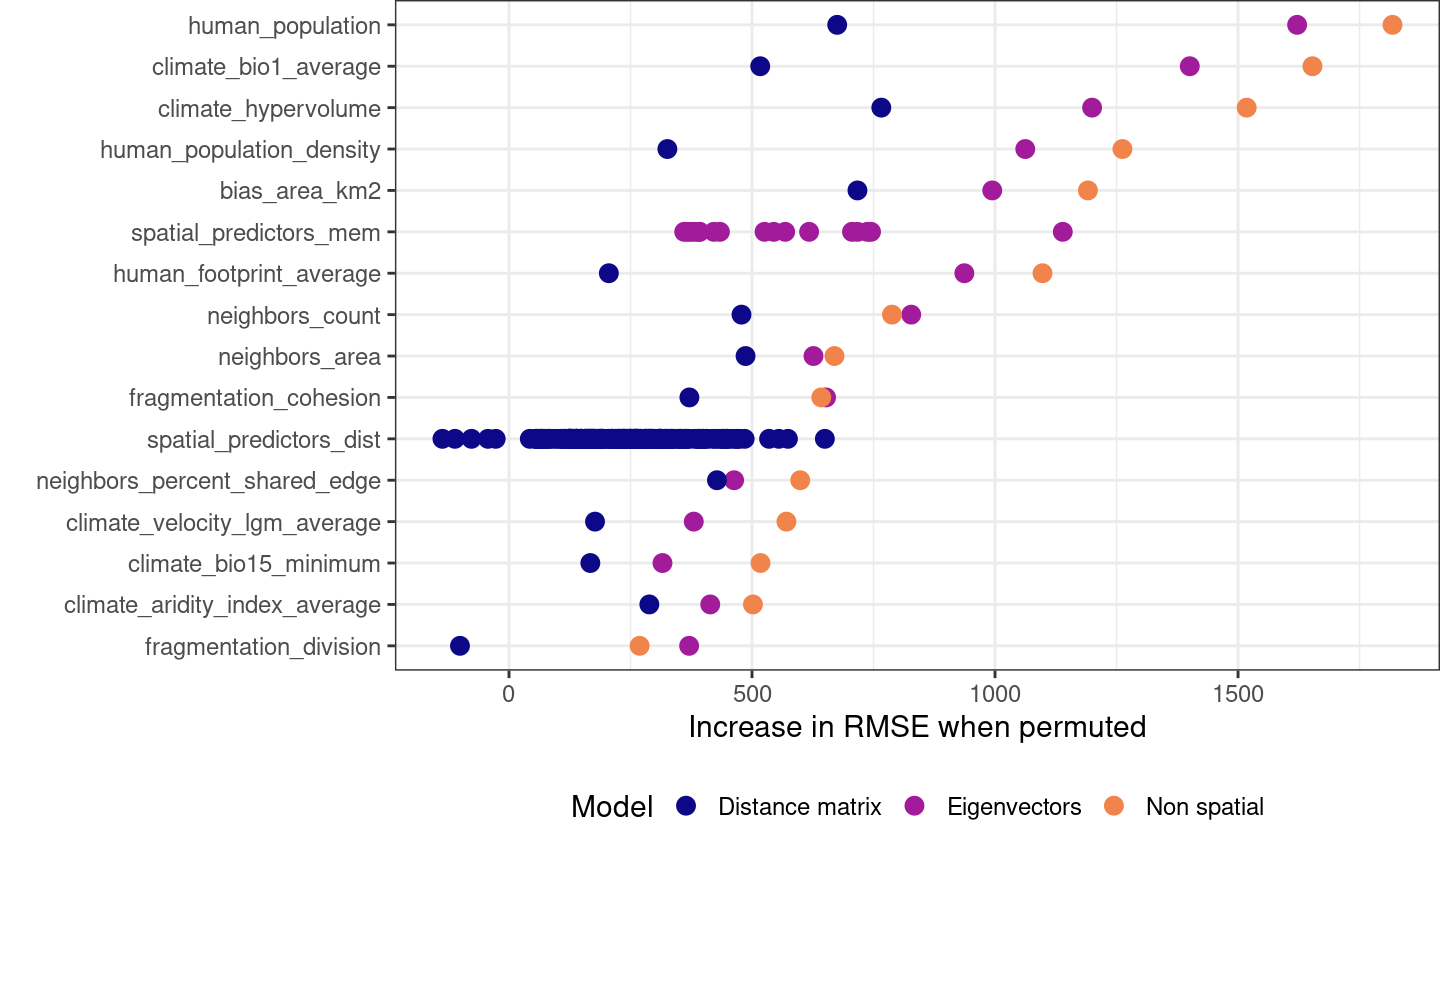 human_population
climate_bio1_average
climate_hypervolume
human_population_density
bias_area_km2
spatial_predictors_mem
human_footprint_average
neighbors_count
neighbors_area
fragmentation_cohesion
spatial_predictors_dist
neighbors_percent_shared_edge
climate_velocity_lgm_average
climate_bio15_minimum
climate_aridity_index_average
fragmentation_division
0 500 1000 1500
Increase in RMSE when permuted
Model Distance matrix Eigenvectors Non spatial